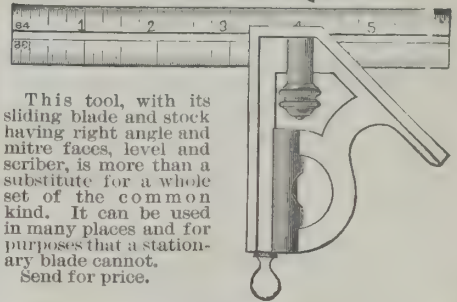 64 1 2 3 4 5
This tool, with its
sliding blade and stock
having right angle and
mitre faces, level and
scriber, is more than a
substitute for a whole
set of the common
kind. It can be used
in many places and for
purposes that a station-
ary blade cannot.
Send for price.